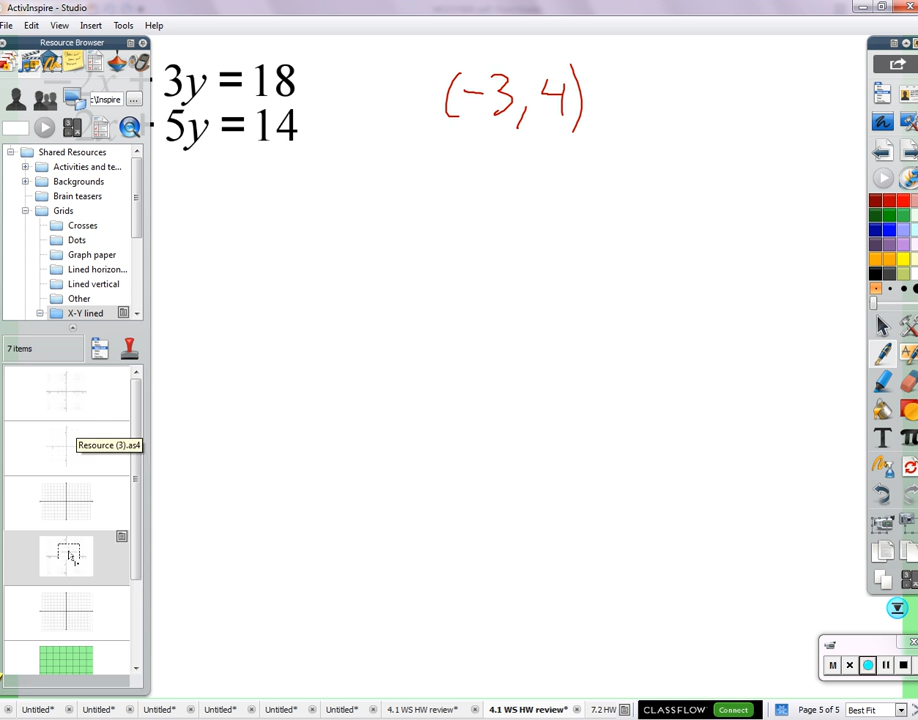 ActivInspire - Studio
File Edit View Insert Tools Help
Resource Browser
3y = 18
(-3, 4)
5y = 14
:\Inspire ...
Shared Resources
Activities and te...
Backgrounds
Brain teasers
Grids
Crosses
Dots
Graph paper
Lined horizon...
Lined vertical
Other
X-Y lined
7 items
Resource (3).as4
M
Untitled* Untitled* Untitled* Untitled* Untitled* Untitled* 4.1 WS HW review* 4.1 WS HW review* 7.2 HW CLASSFLOW Connect Page 5 of 5 Best Fit